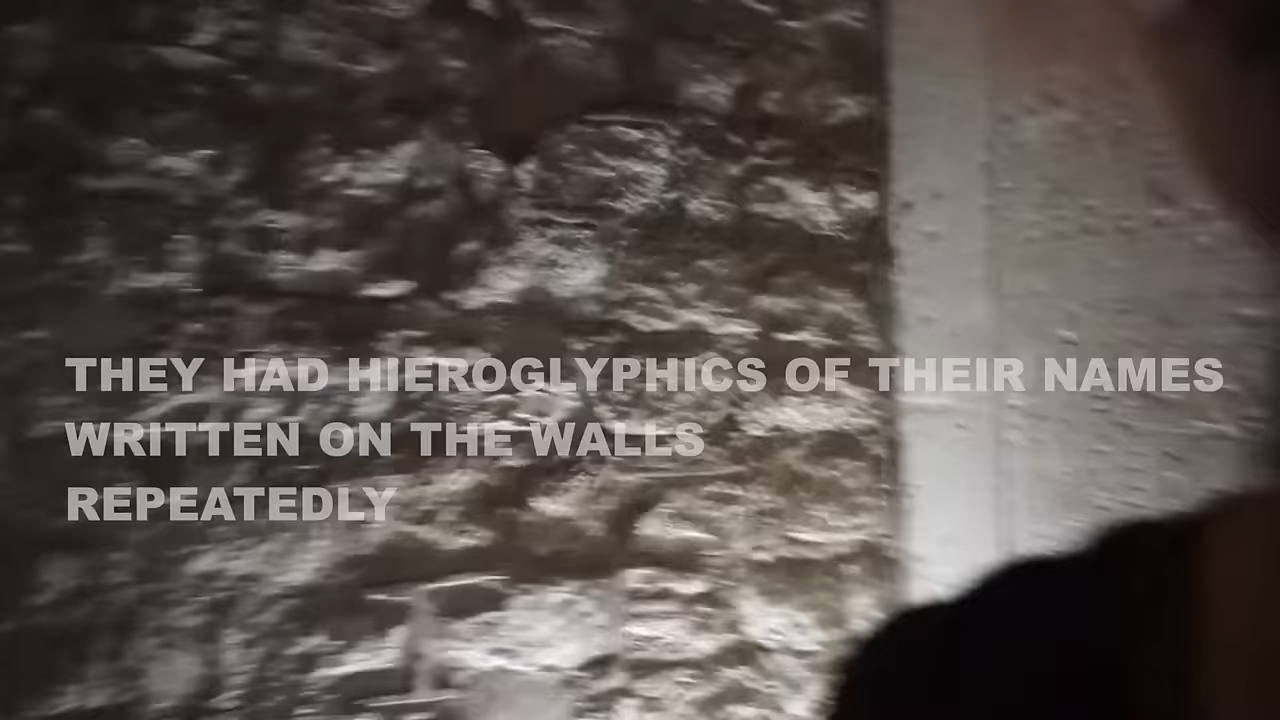 THEY HAD HIEROGLYPHICS OF THEIR NAMES
WRITTEN ON THE WALLS
REPEATEDLY